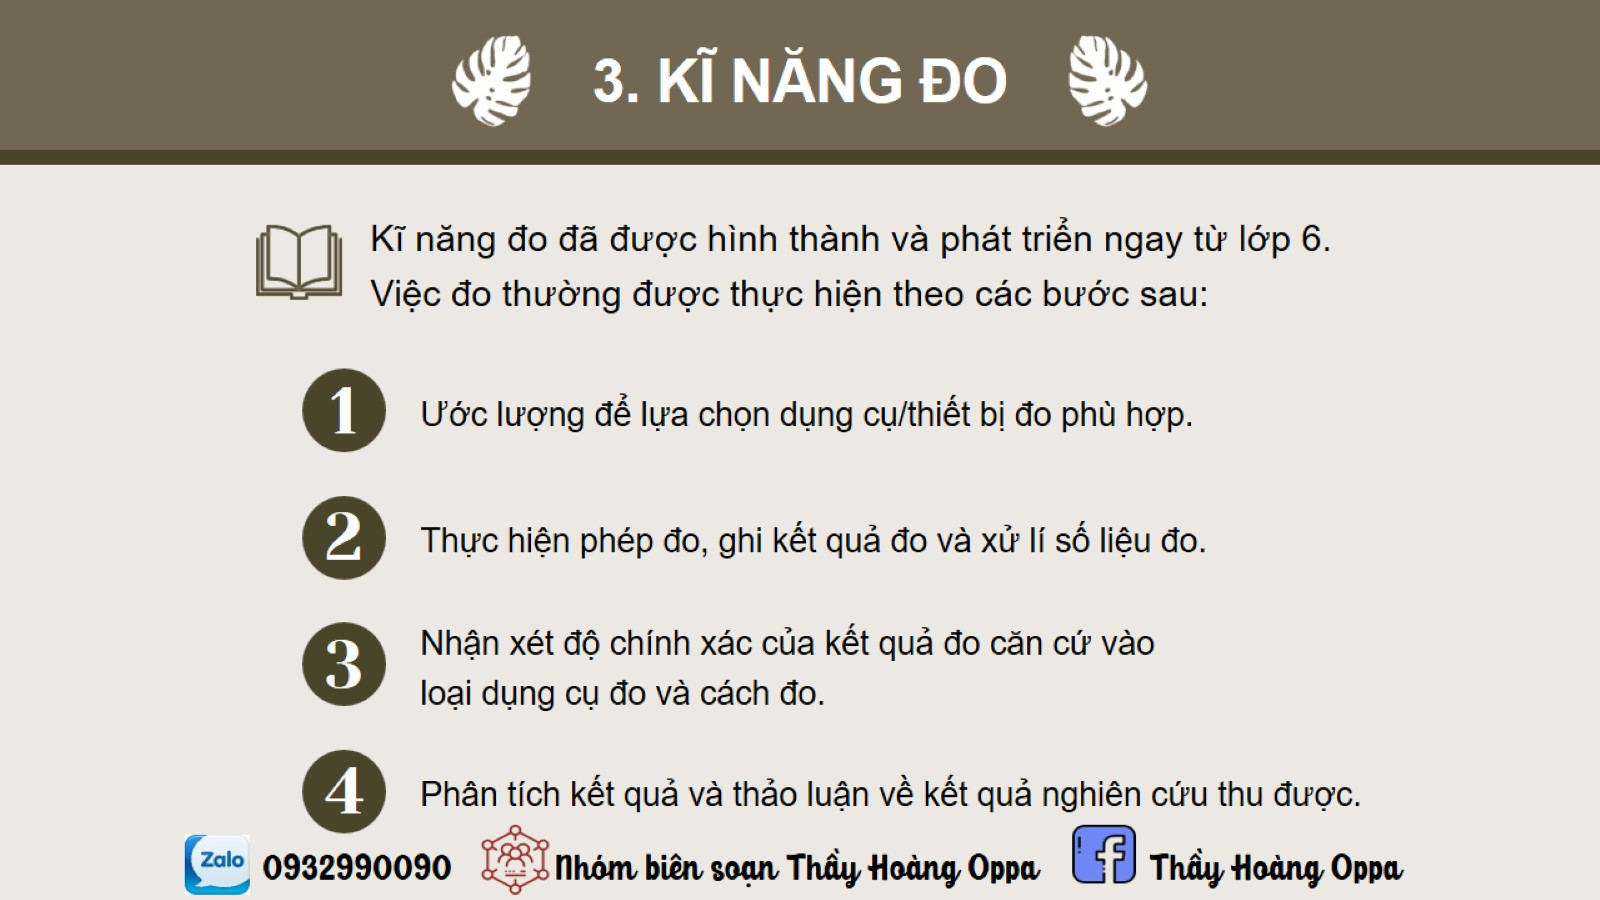 3. KĨ NĂNG ĐO
Kĩ năng đo đã được hình thành và phát triển ngay từ lớp 6.
Việc đo thường được thực hiện theo các bước sau:
1 Ước lượng để lựa chọn dụng cụ/thiết bị đo phù hợp.
2 Thực hiện phép đo, ghi kết quả đo và xử lí số liệu đo.
3 Nhận xét độ chính xác của kết quả đo căn cứ vào
loại dụng cụ đo và cách đo.
4 Phân tích kết quả và thảo luận về kết quả nghiên cứu thu được.
Zalo 0932990090 Nhóm biên soạn Thầy Hoàng Oppa f Thầy Hoàng Oppa